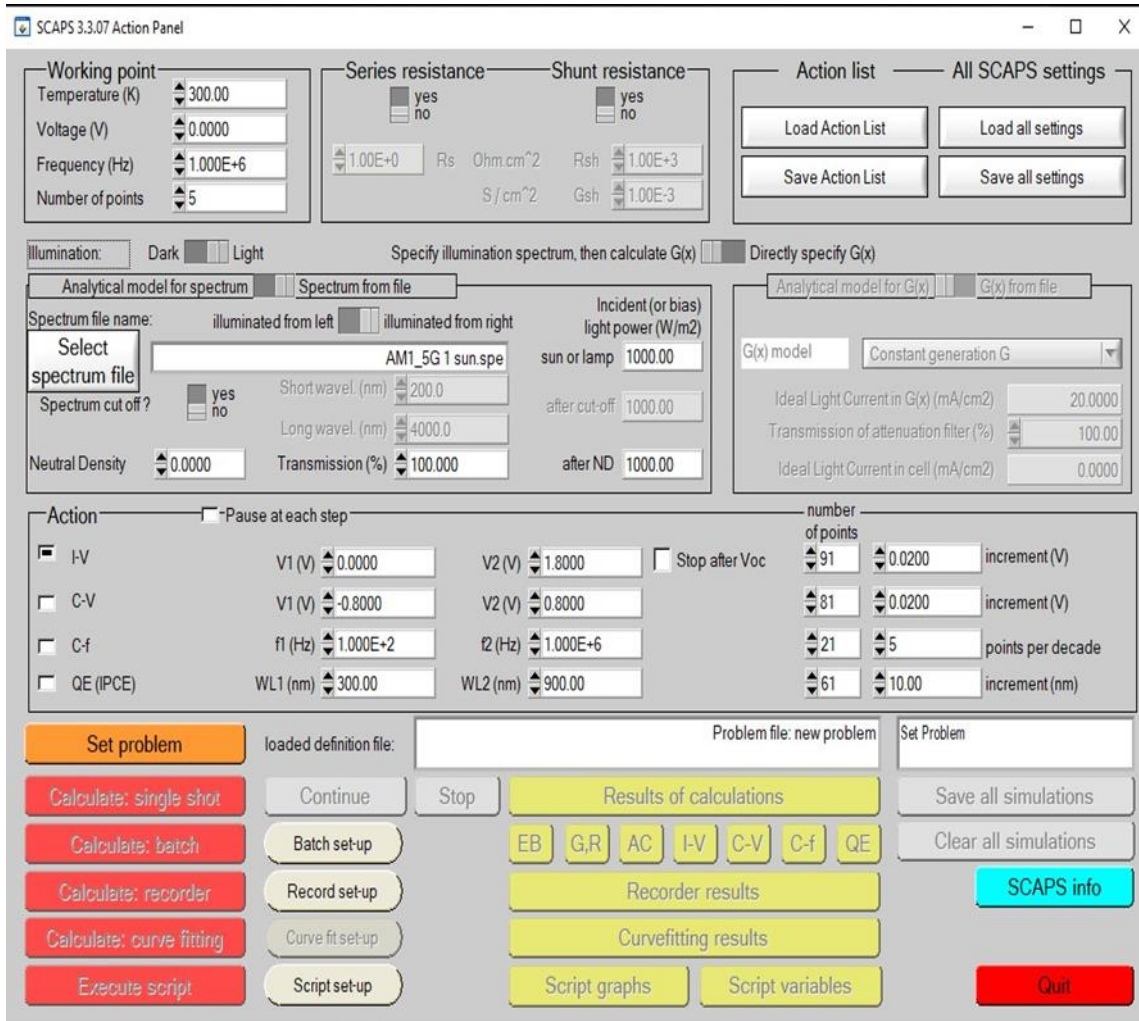 SCAPS 3.3.07 Action Panel
Working point
Temperature (K) 300.00
Voltage (V) 0.0000
Frequency (Hz) 1.000E+6
Number of points 5
Series resistance
yes
no
Shunt resistance
yes
no
1.00E+0 Rs Ohm.cm^2 Rsh 1.00E+3
S / cm^2 Gsh 1.00E-3
Action list
All SCAPS settings
Load Action List
Load all settings
Save Action List
Save all settings
Illumination: Dark Light
Specify illumination spectrum, then calculate G(x) Directly specify G(x)
Analytical model for spectrum Spectrum from file
Spectrum file name: illuminated from left illuminated from right
Incident (or bias)
light power (W/m2)
Select
spectrum file
AM1_5G 1 sun.spe
sun or lamp 1000.00
Spectrum cut off ? yes
no
Short wavel. (nm) 200.0
Long wavel. (nm) 4000.0
after cut-off 1000.00
Neutral Density 0.0000 Transmission (%) 100.000 after ND 1000.00
Analytical model for G(x) G(x) from file
G(x) model Constant generation G
Ideal Light Current in G(x) (mA/cm2) 20.0000
Transmission of attenuation filter (%) 100.00
Ideal Light Current in cell (mA/cm2) 0.0000
Action Pause at each step
number
of points
I-V V1 (V) 0.0000 V2 (V) 1.8000 Stop after Voc 91 0.0200 increment (V)
C-V V1 (V) -0.8000 V2 (V) 0.8000 81 0.0200 increment (V)
C-f f1 (Hz) 1.000E+2 f2 (Hz) 1.000E+6 21 5 points per decade
QE (IPCE) WL1 (nm) 300.00 WL2 (nm) 900.00 61 10.00 increment (nm)
Set problem loaded definition file: Problem file: new problem Set Problem
Calculate: single shot Continue Stop Results of calculations Save all simulations
Calculate: batch Batch set-up EB G,R AC I-V C-V C-f QE Clear all simulations
Calculate: recorder Record set-up Recorder results SCAPS info
Calculate: curve fitting Curve fit set-up Curvefitting results
Execute script Script set-up Script graphs Script variables Quit